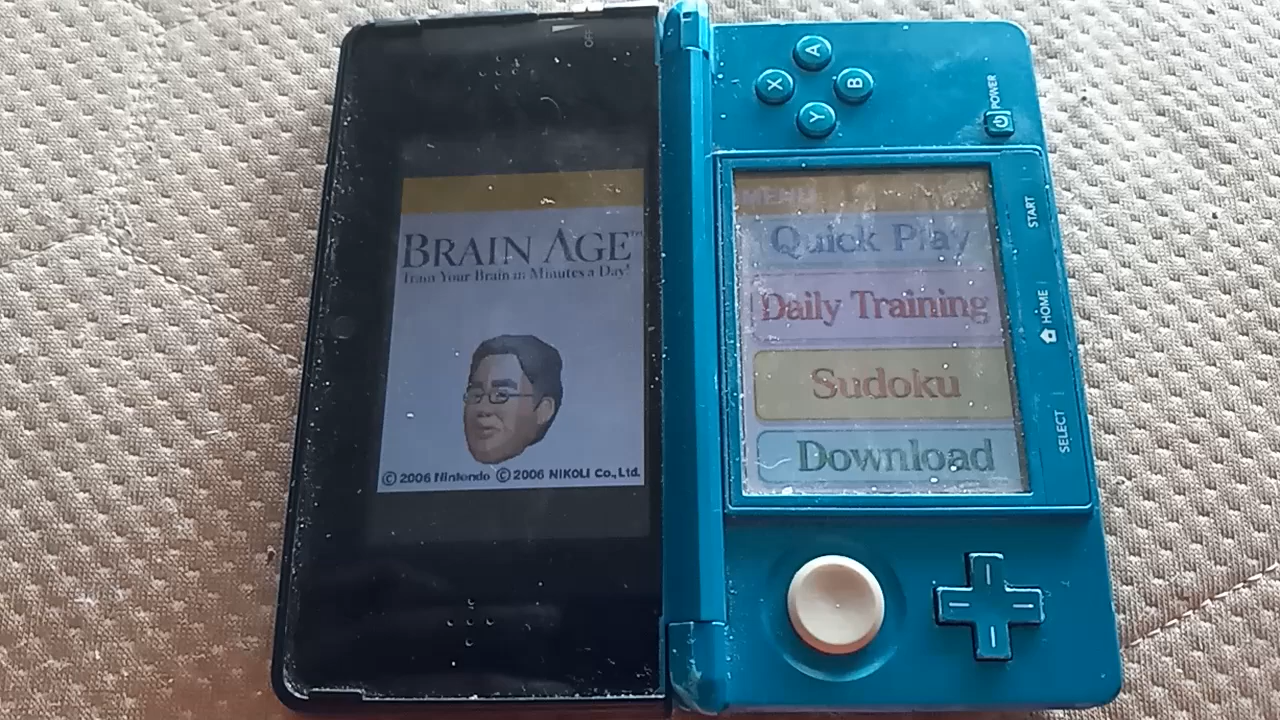 OFF
BRAIN AGE™
Train Your Brain in Minutes a Day!
© 2006 Nintendo © 2006 NIKOLI Co., Ltd.
A
X
B
Y
POWER
MENU
Quick Play
Daily Training
Sudoku
Download
START
HOME
SELECT